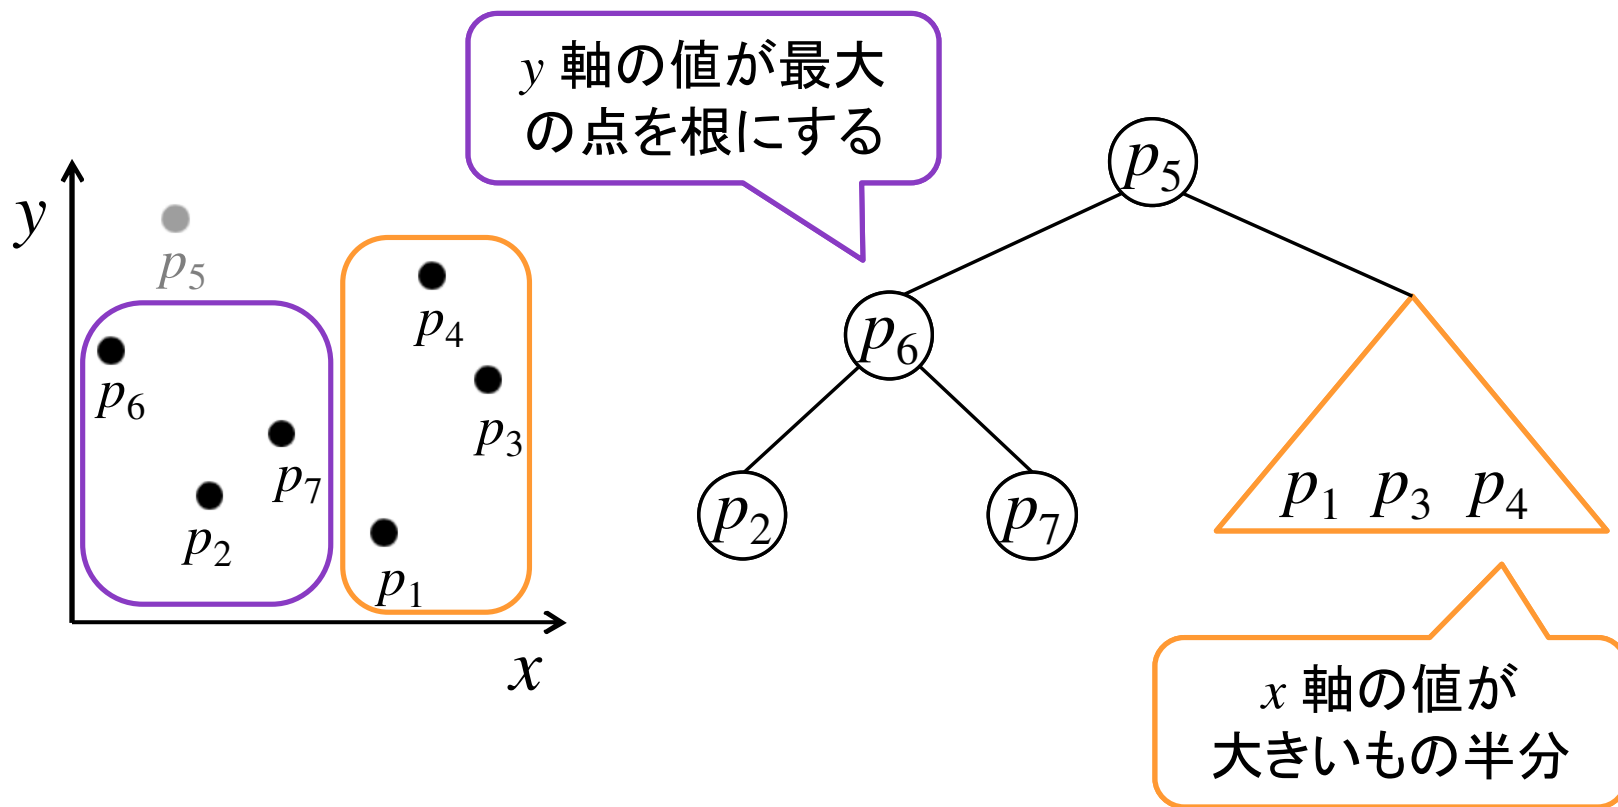 y 軸の値が最大
の点を根にする
y
p5
p6
p7
p2
p4
p3
p1
x
p5
p6
p2
p7
p1 p3 p4
x 軸の値が
大きいもの半分